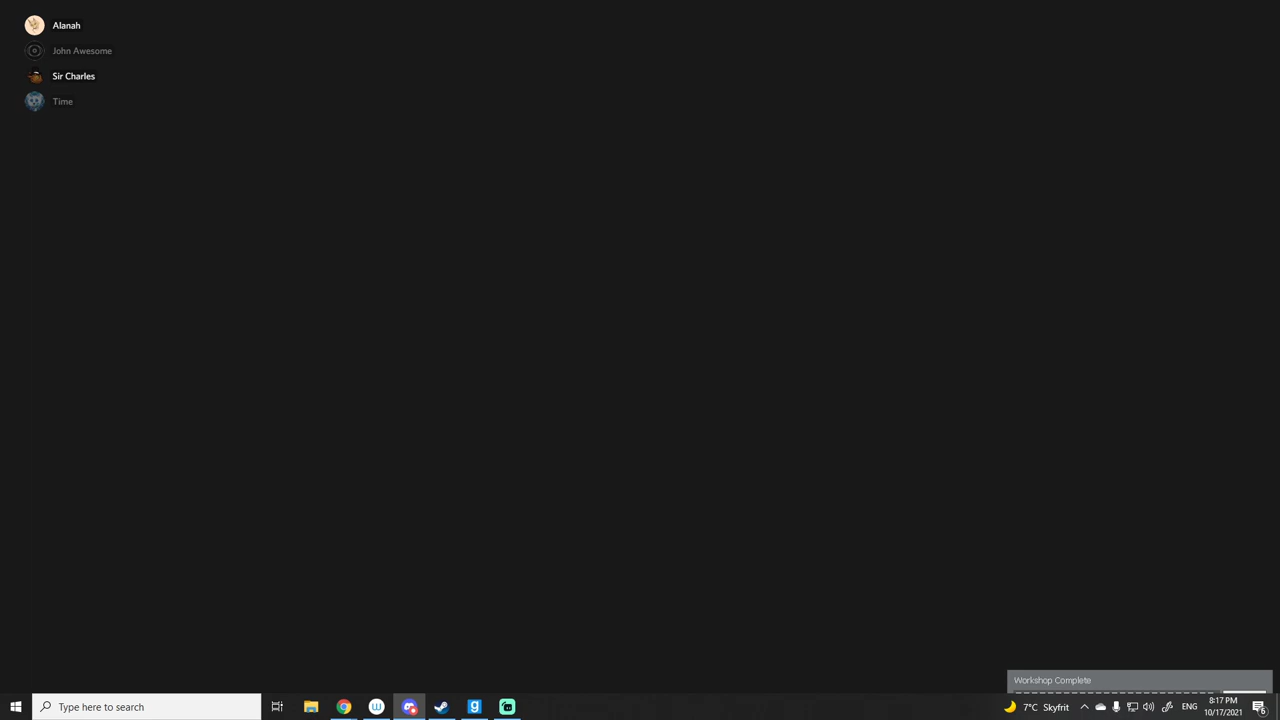 Alanah
John Awesome
Sir Charles
Time
Workshop Complete
Type here to search
7°C Skyfrit
ENG
8:17 PM
10/17/2021